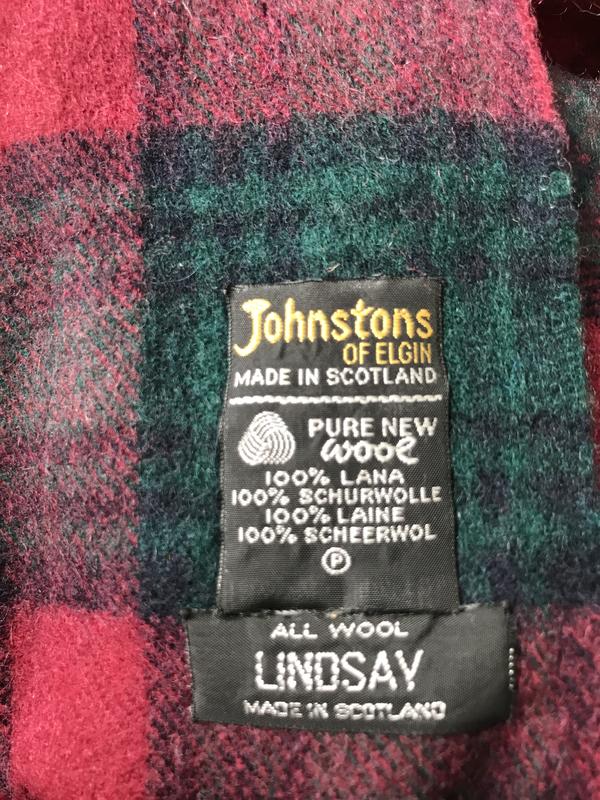 Johnstons
OF ELGIN
MADE IN SCOTLAND
PURE NEW
wool
100% LANA
100% SCHURWOLLE
100% LAINE
100% SCHEERWOL
P
ALL WOOL
LINDSAY
MADE IN SCOTLAND